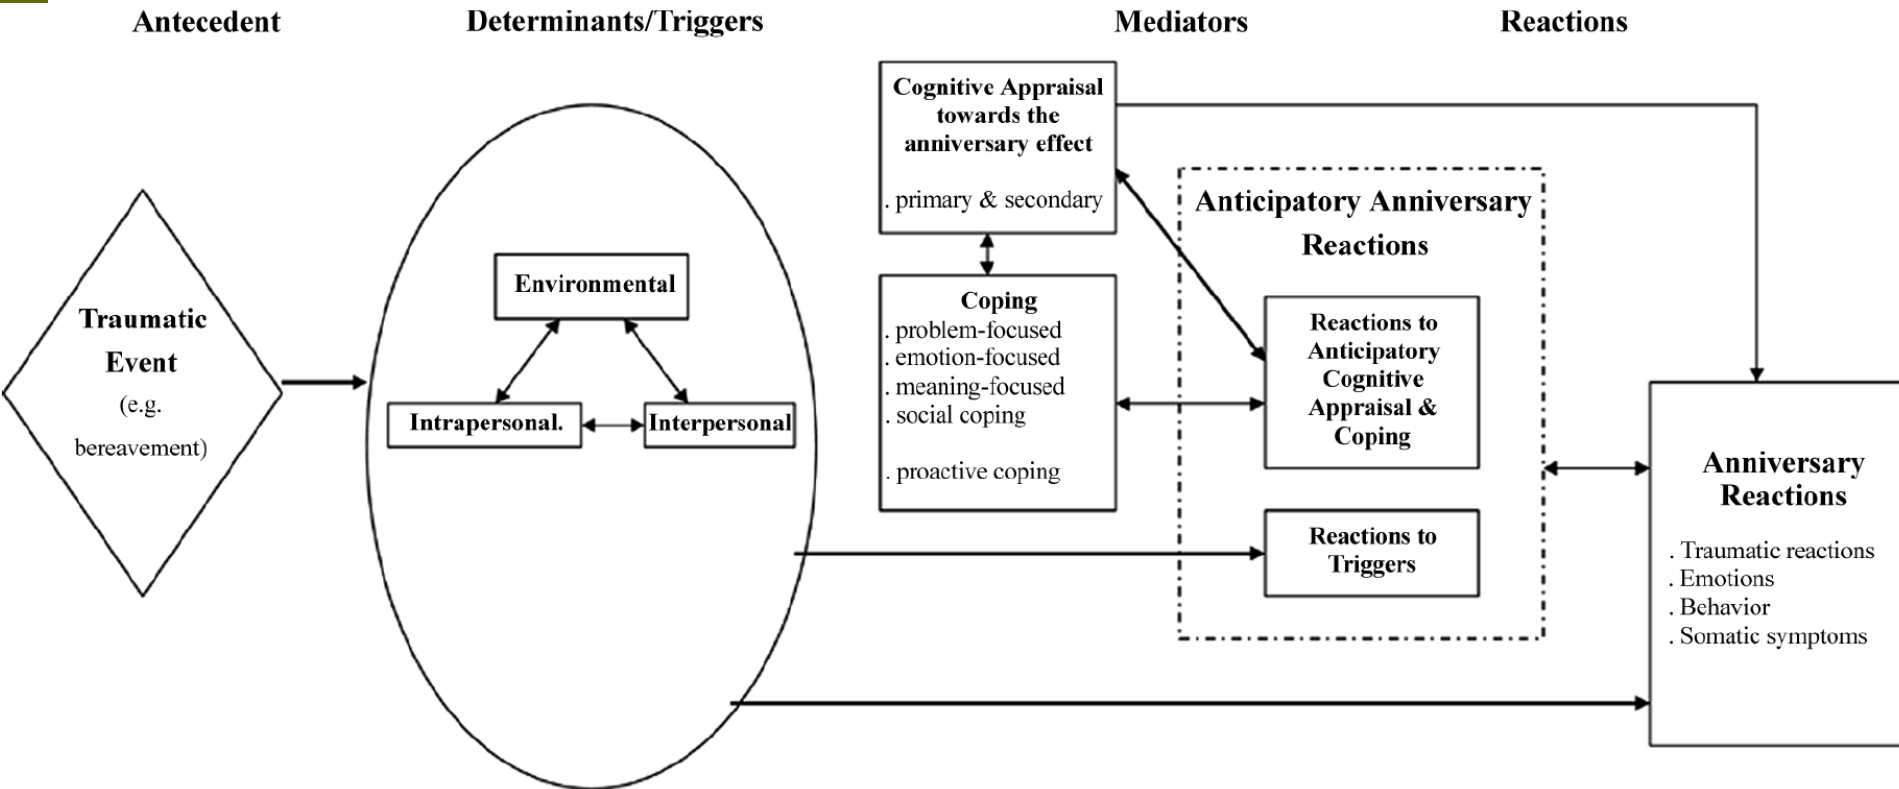 Antecedent
Determinants/Triggers
Mediators
Reactions
Traumatic
Event
(e.g.
bereavement)
Environmental
Intrapersonal.
Interpersonal
Cognitive Appraisal
towards the
anniversary effect
. primary & secondary
Coping
. problem-focused
. emotion-focused
. meaning-focused
. social coping
. proactive coping
Anticipatory Anniversary
Reactions
Reactions to
Anticipatory
Cognitive
Appraisal &
Coping
Reactions to
Triggers
Anniversary
Reactions
. Traumatic reactions
. Emotions
. Behavior
. Somatic symptoms